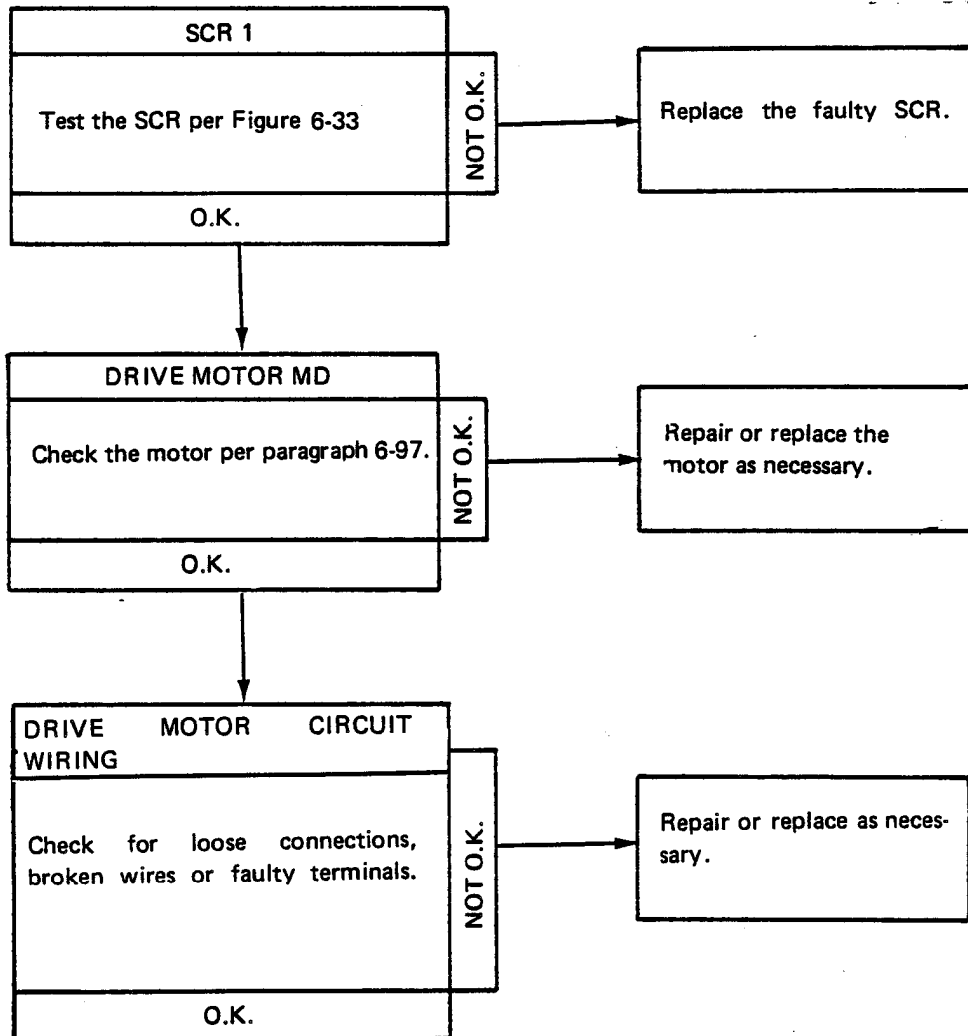 SCR 1
Test the SCR per Figure 6-33
NOT O.K.
O.K.
Replace the faulty SCR.
DRIVE MOTOR MD
Check the motor per paragraph 6-97.
NOT O.K.
O.K.
Repair or replace the
motor as necessary.
DRIVE MOTOR CIRCUIT
WIRING
Check for loose connections,
broken wires or faulty terminals.
NOT O.K.
O.K.
Repair or replace as neces-
sary.